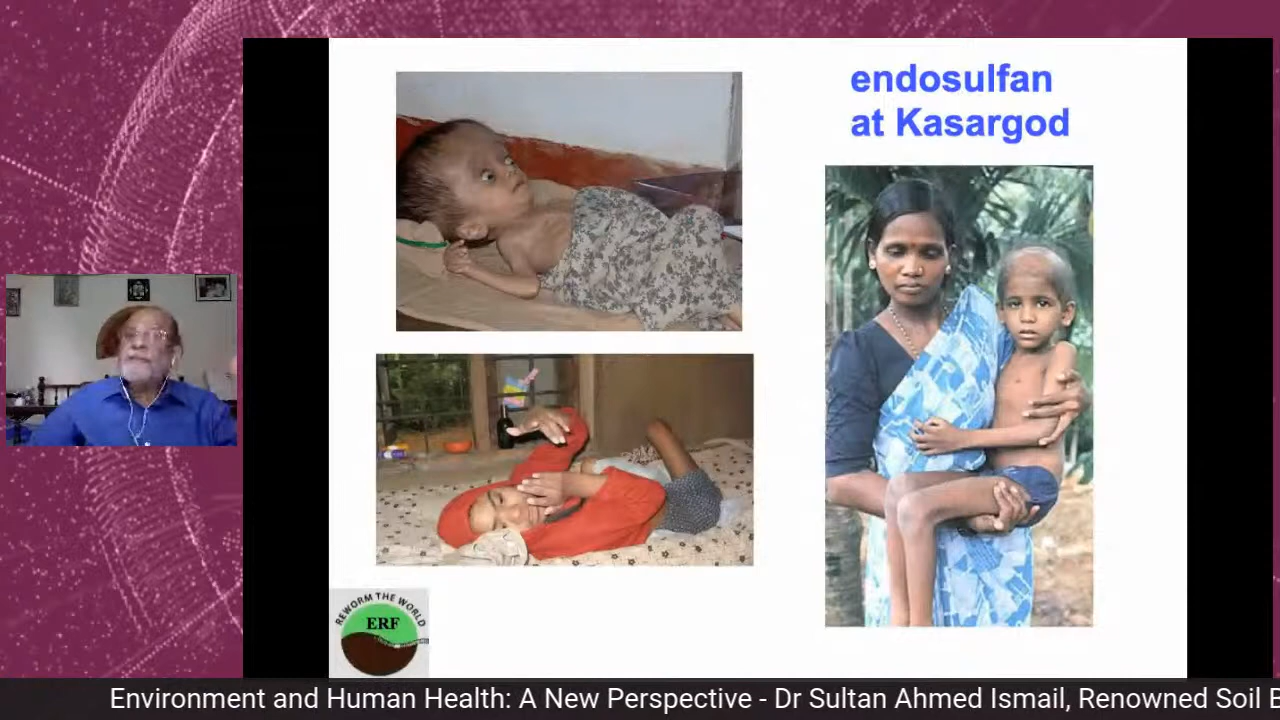 endosulfan
at Kasargod
REWORM THE WORLD
ERF
Environment and Human Health: A New Perspective - Dr Sultan Ahmed Ismail, Renowned Soil B